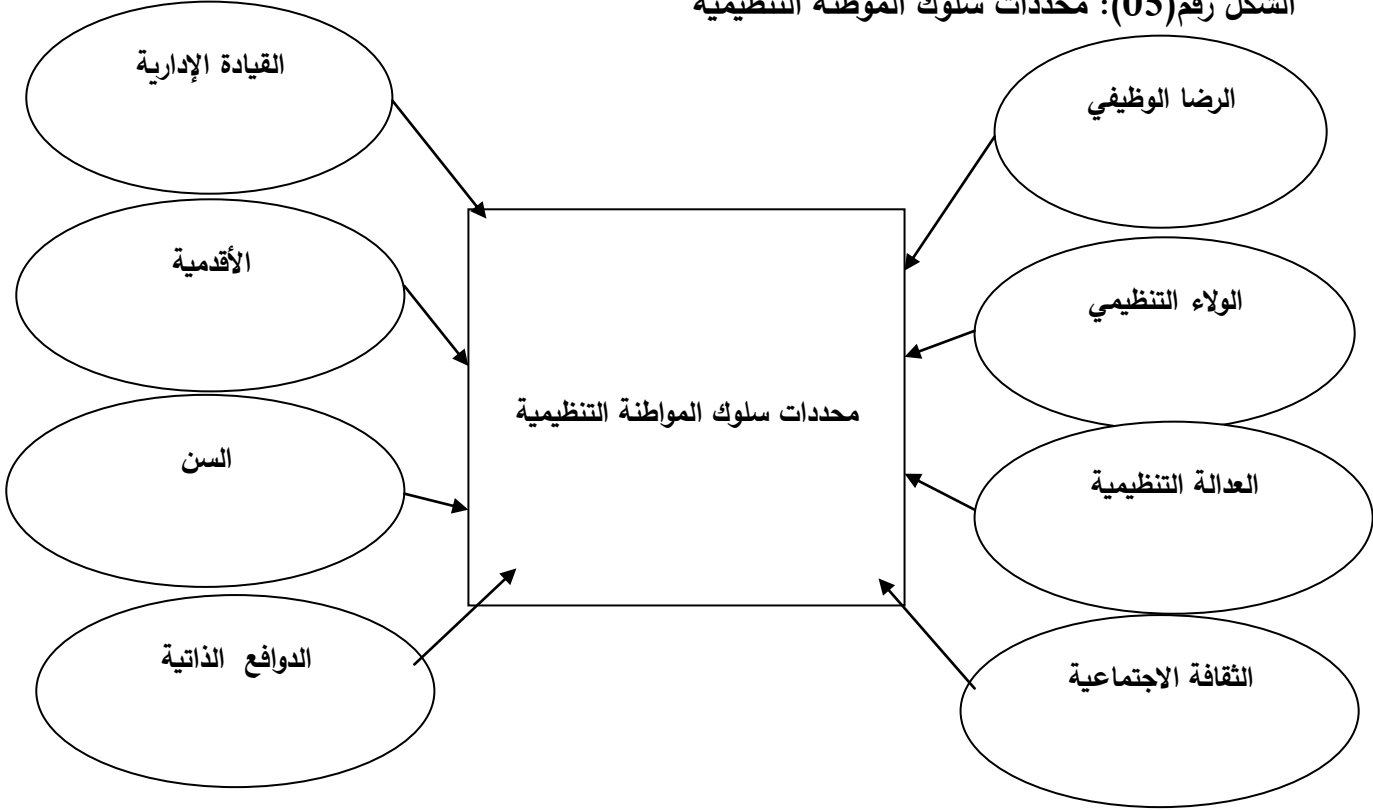 الشكل رقم(05): محددات سلوك الموطنة التنظيمية
الرضا الوظيفي
القيادة الإدارية
الولاء التنظيمي
الأقدمية
محددات سلوك المواطنة التنظيمية
العدالة التنظيمية
السن
الثقافة الاجتماعية
الدوافع الذاتية